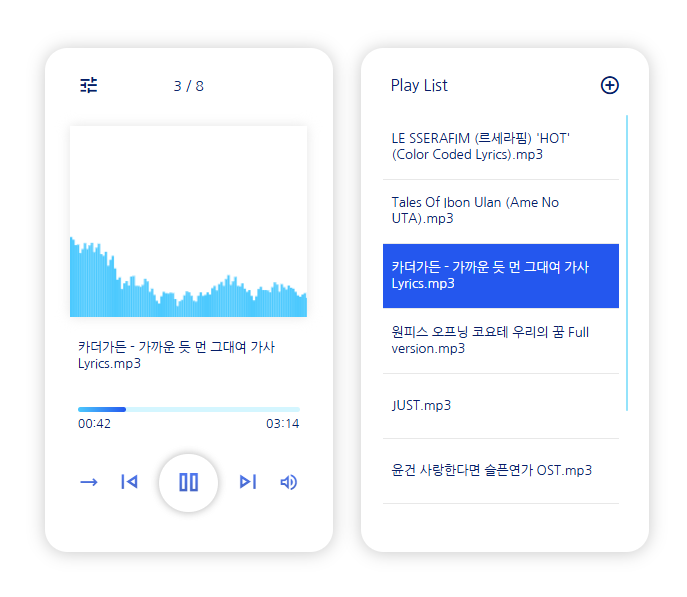 3 / 8
카더가든 - 가까운 듯 먼 그대여 가사
Lyrics.mp3
00:42
03:14
Play List
LE SSERAFIM (르세라핌) 'HOT'
(Color Coded Lyrics).mp3
Tales Of Ibon Ulan (Ame No
UTA).mp3
카더가든 - 가까운 듯 먼 그대여 가사
Lyrics.mp3
원피스 오프닝 코요테 우리의 꿈 Full
version.mp3
JUST.mp3
윤건 사랑한다면 슬픈연가 OST.mp3